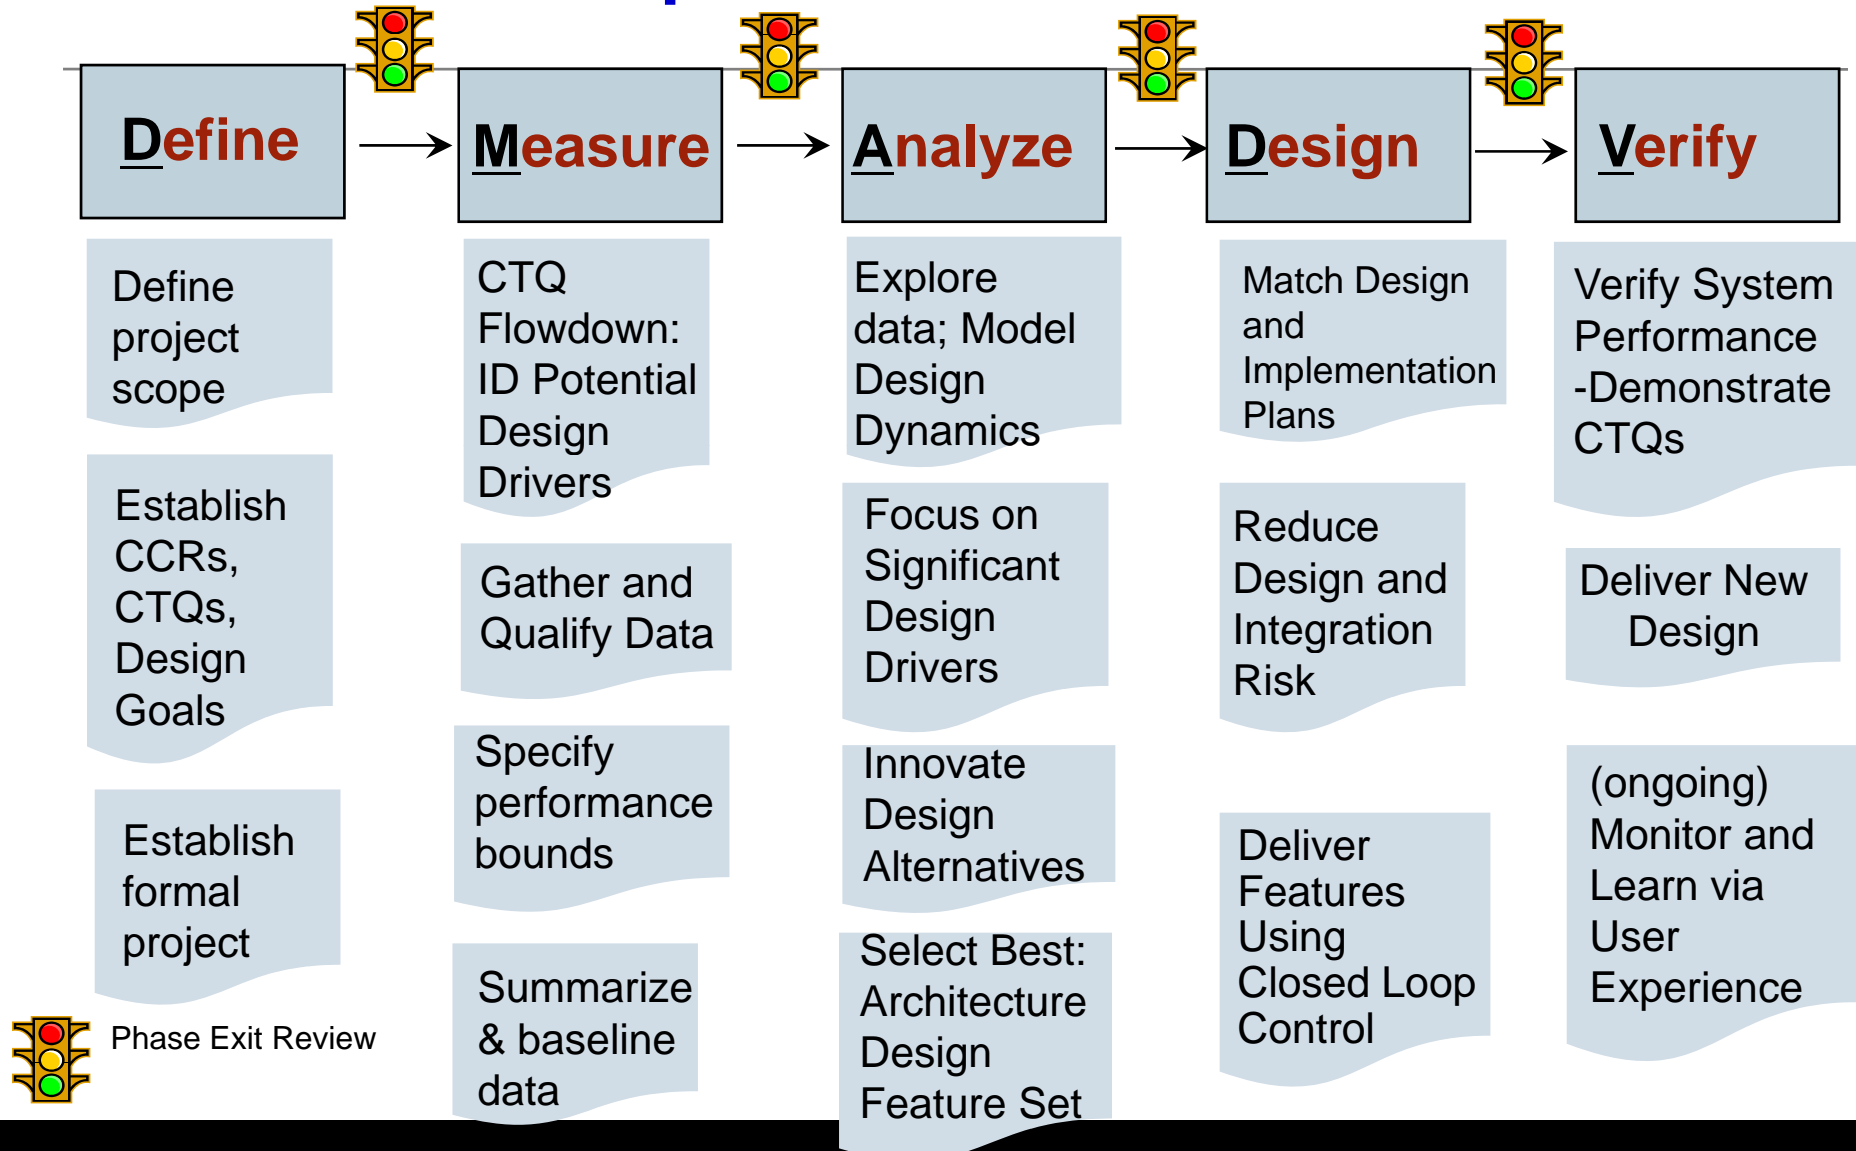 Define
Measure
Analyze
Design
Verify
Define
project
scope
Establish
CCRs,
CTQs,
Design
Goals
Establish
formal
project
CTQ
Flowdown:
ID Potential
Design
Drivers
Gather and
Qualify Data
Specify
performance
bounds
Summarize
& baseline
data
Explore
data; Model
Design
Dynamics
Focus on
Significant
Design
Drivers
Innovate
Design
Alternatives
Select Best:
Architecture
Design
Feature Set
Match Design
and
Implementation
Plans
Reduce
Design and
Integration
Risk
Deliver
Features
Using
Closed Loop
Control
Verify System
Performance
-Demonstrate
CTQs
Deliver New
Design
(ongoing)
Monitor and
Learn via
User
Experience
Phase Exit Review